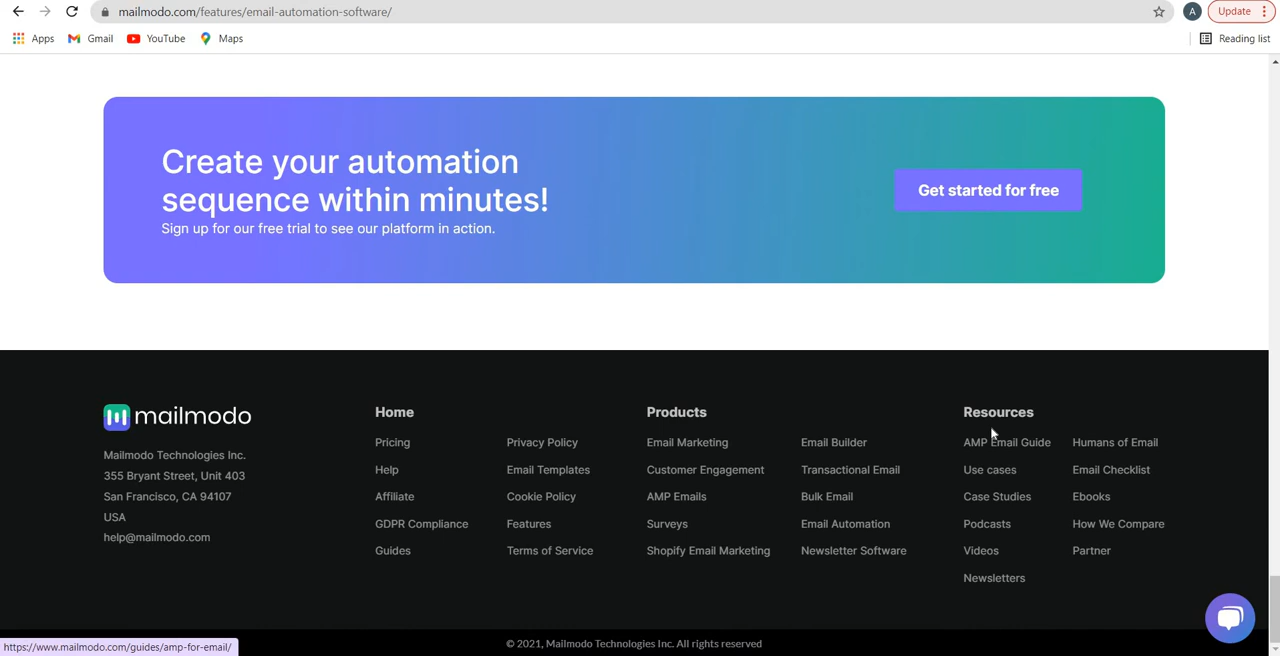 mailmodo.com/features/email-automation-software/
A
Update
Apps
Gmail
YouTube
Maps
Reading list
Create your automation
sequence within minutes!
Sign up for our free trial to see our platform in action.
Get started for free
mailmodo
Mailmodo Technologies Inc.
355 Bryant Street, Unit 403
San Francisco, CA 94107
USA
help@mailmodo.com
Home
Pricing
Help
Affiliate
GDPR Compliance
Guides
Privacy Policy
Email Templates
Cookie Policy
Features
Terms of Service
Products
Email Marketing
Customer Engagement
AMP Emails
Surveys
Shopify Email Marketing
Email Builder
Transactional Email
Bulk Email
Email Automation
Newsletter Software
Resources
AMP Email Guide
Use cases
Case Studies
Podcasts
Videos
Newsletters
Humans of Email
Email Checklist
Ebooks
How We Compare
Partner
© 2021, Mailmodo Technologies Inc. All rights reserved
https://www.mailmodo.com/guides/amp-for-email/